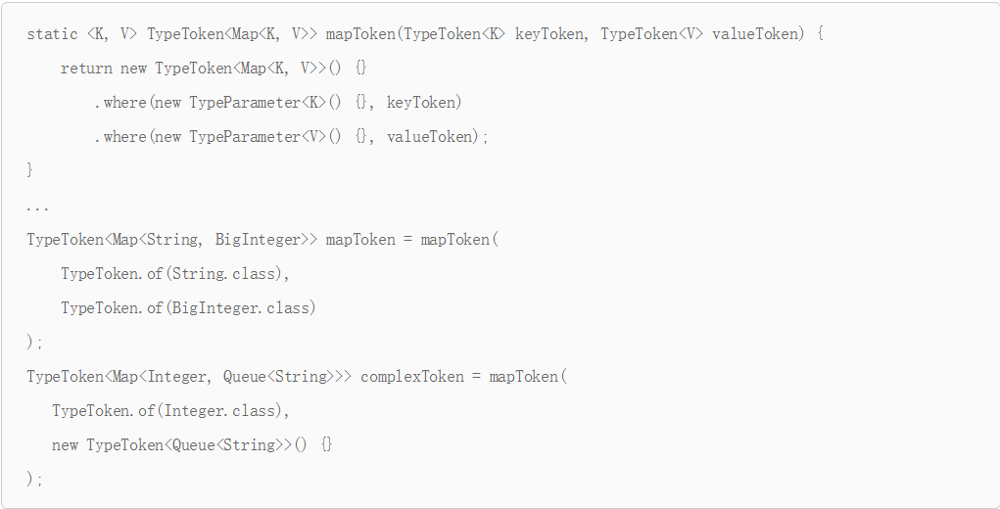 static <K, V> TypeToken<Map<K, V>> mapToken(TypeToken<K> keyToken, TypeToken<V> valueToken) {
    return new TypeToken<Map<K, V>>() {}
        .where(new TypeParameter<K>() {}, keyToken)
        .where(new TypeParameter<V>() {}, valueToken);
}
...
TypeToken<Map<String, BigInteger>> mapToken = mapToken(
    TypeToken.of(String.class),
    TypeToken.of(BigInteger.class)
);
TypeToken<Map<Integer, Queue<String>>> complexToken = mapToken(
   TypeToken.of(Integer.class),
   new TypeToken<Queue<String>>() {}
);